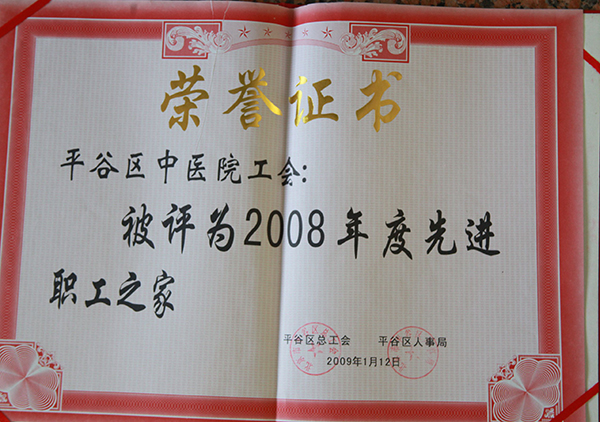 荣誉证书
平谷区中医院工会:
被评为2008年度先进
职工之家
平谷区总工会 平谷区人事局
2009年1月12日